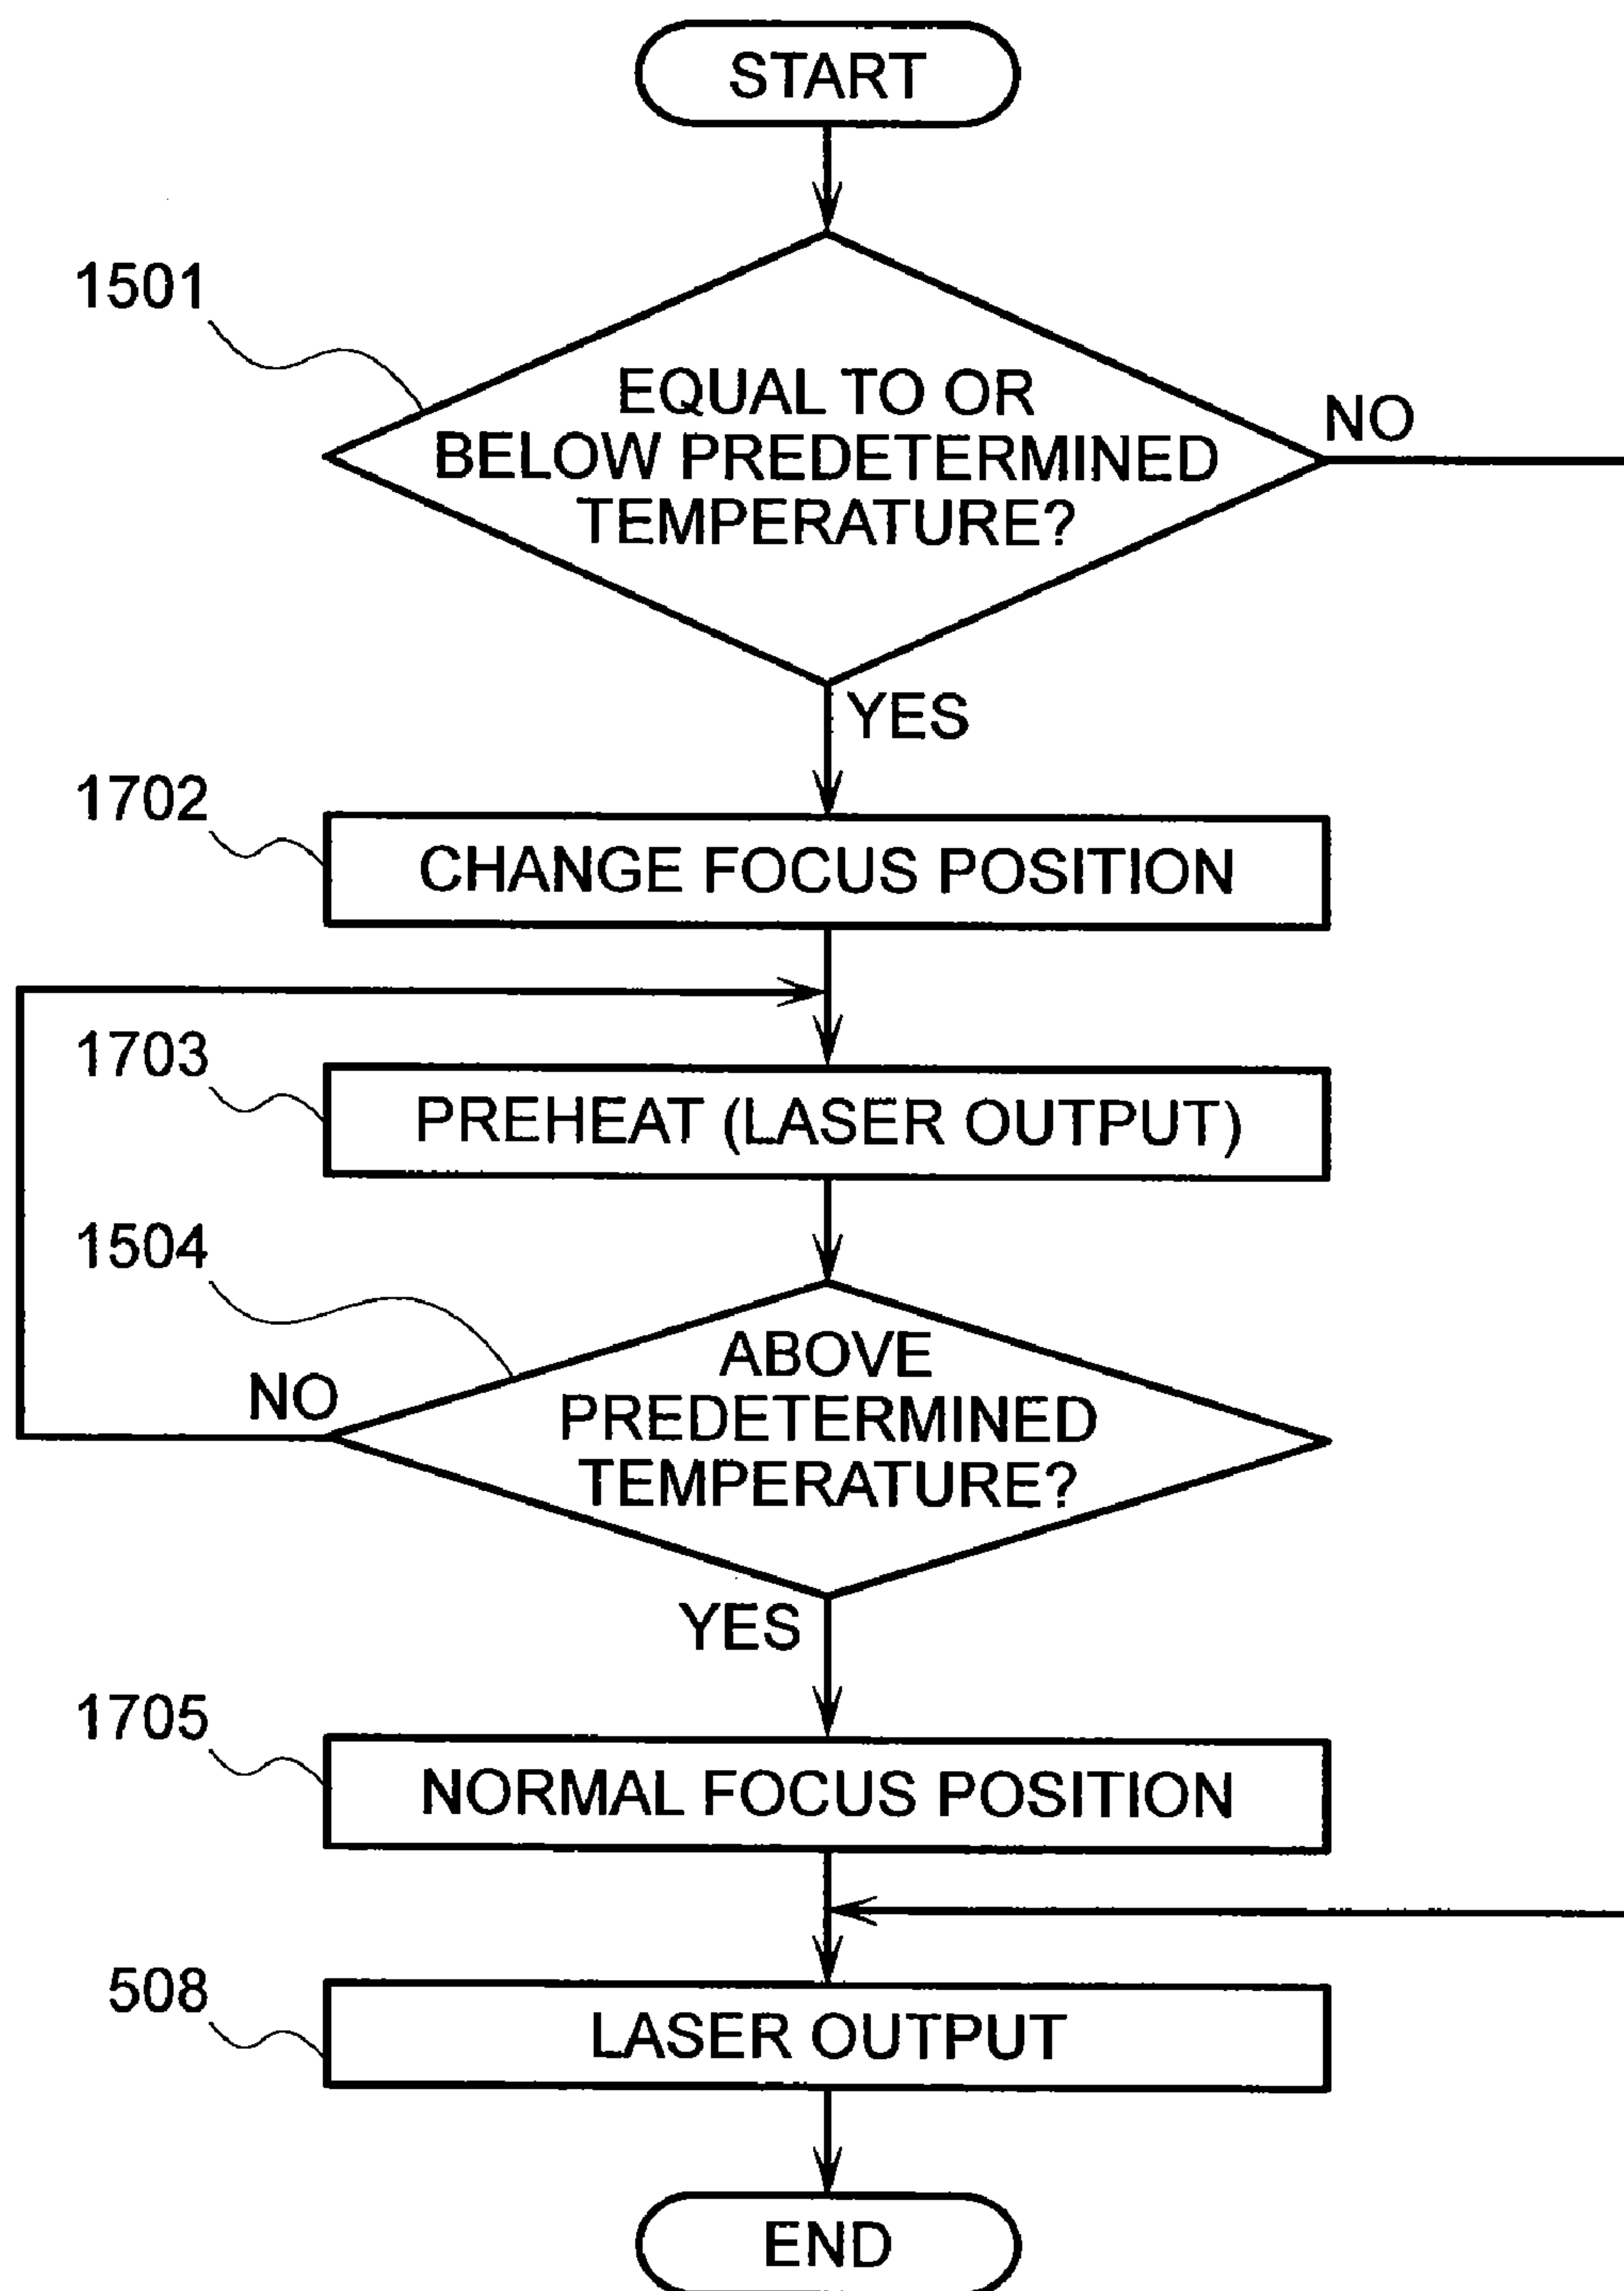 START
1501
EQUAL TO OR
BELOW PREDETERMINED
TEMPERATURE?
NO
YES
1702
CHANGE FOCUS POSITION
1703
PREHEAT (LASER OUTPUT)
1504
ABOVE
PREDETERMINED
TEMPERATURE?
NO
YES
1705
NORMAL FOCUS POSITION
508
LASER OUTPUT
END